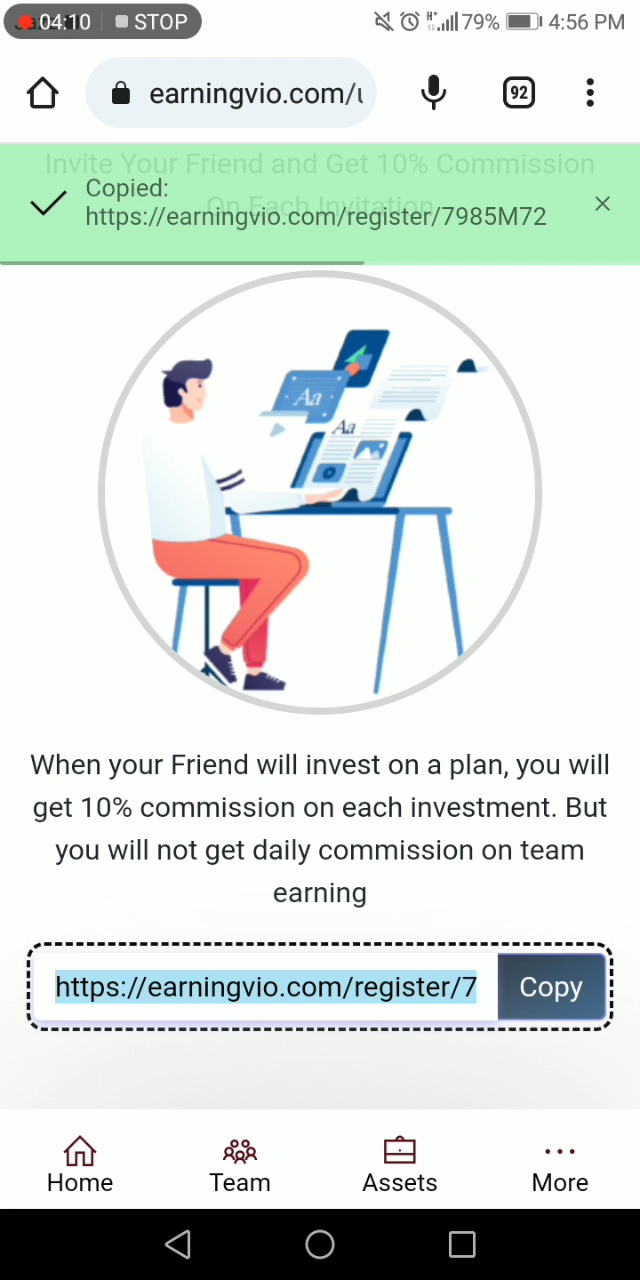 04:10 STOP 79% 4:56 PM
earningvio.com/u
92
Invite Your Friend and Get 10% Commission
On Each Invitation
Copied:
https://earningvio.com/register/7985M72
Aa
Aa
When your Friend will invest on a plan, you will
get 10% commission on each investment. But
you will not get daily commission on team
earning
https://earningvio.com/register/7
Copy
Home Team Assets More